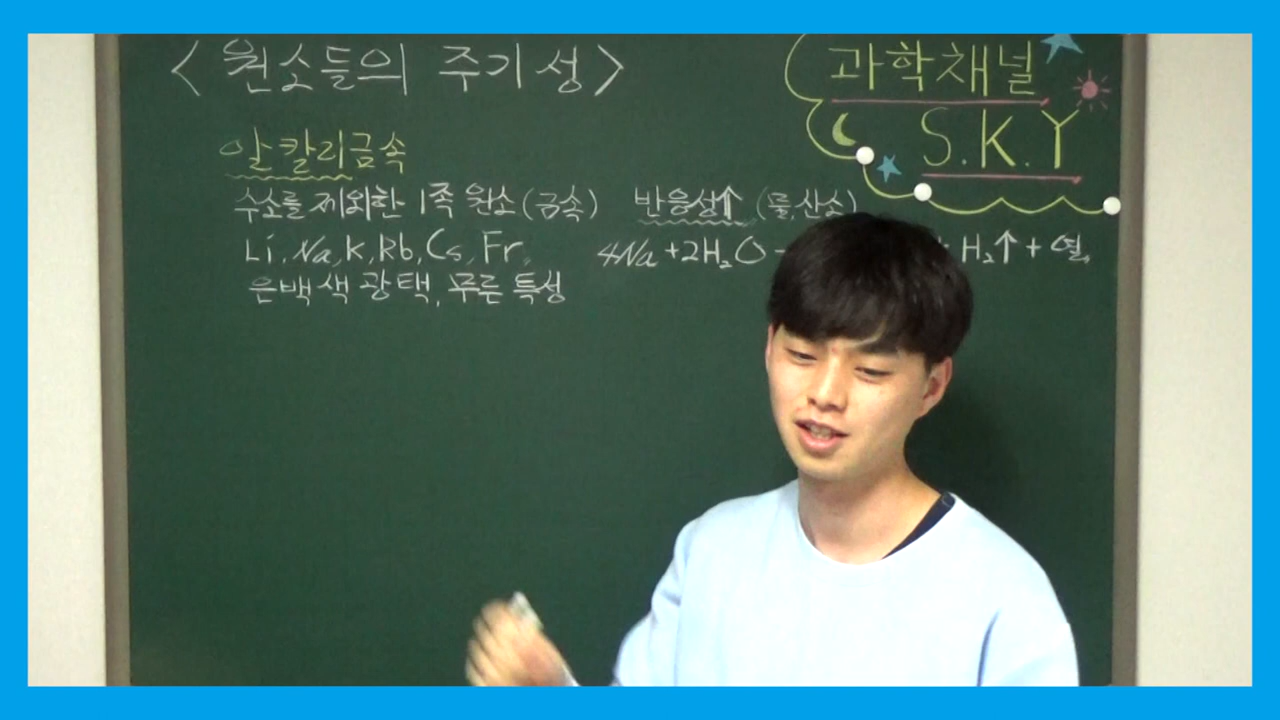 <원소들의 주기성>
과학채널
S.K.Y
알칼리금속
수소를 제외한 1족 원소(금속)
Li, Na, K, Rb, Cs, Fr,
은백색 광택, 푸른 특성
반응성↑ (물,산소)
4Na+2H₂O
H₂↑ + 열,